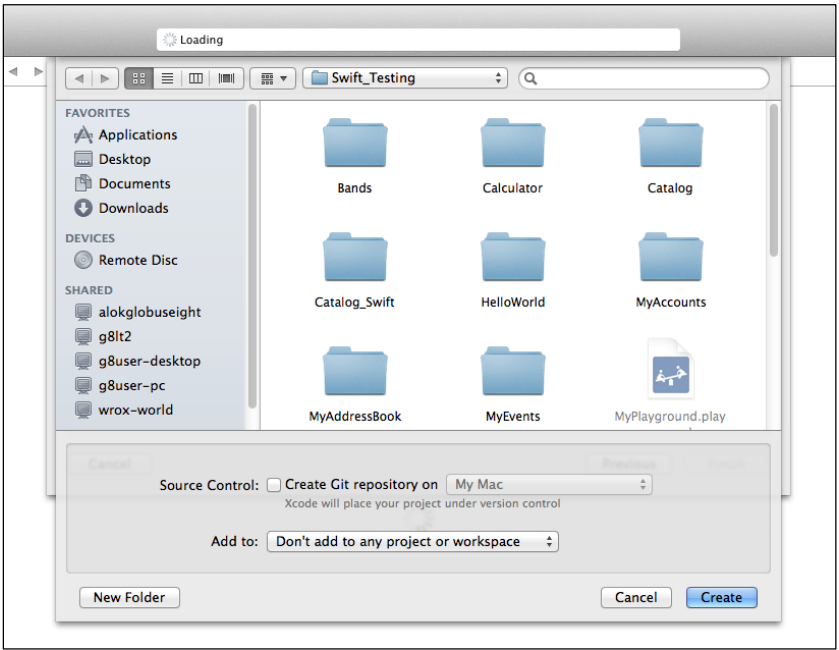 Loading
Swift_Testing
FAVORITES
Applications
Desktop
Documents
Downloads
DEVICES
Remote Disc
SHARED
alokglobuseight
g8lt2
g8user-desktop
g8user-pc
wrox-world
Bands Calculator Catalog
Catalog_Swift HelloWorld MyAccounts
MyAddressBook MyEvents MyPlayground.play
Cancel Previous Finish
Source Control: Create Git repository on My Mac
Xcode will place your project under version control
Add to: Don't add to any project or workspace
New Folder Cancel Create